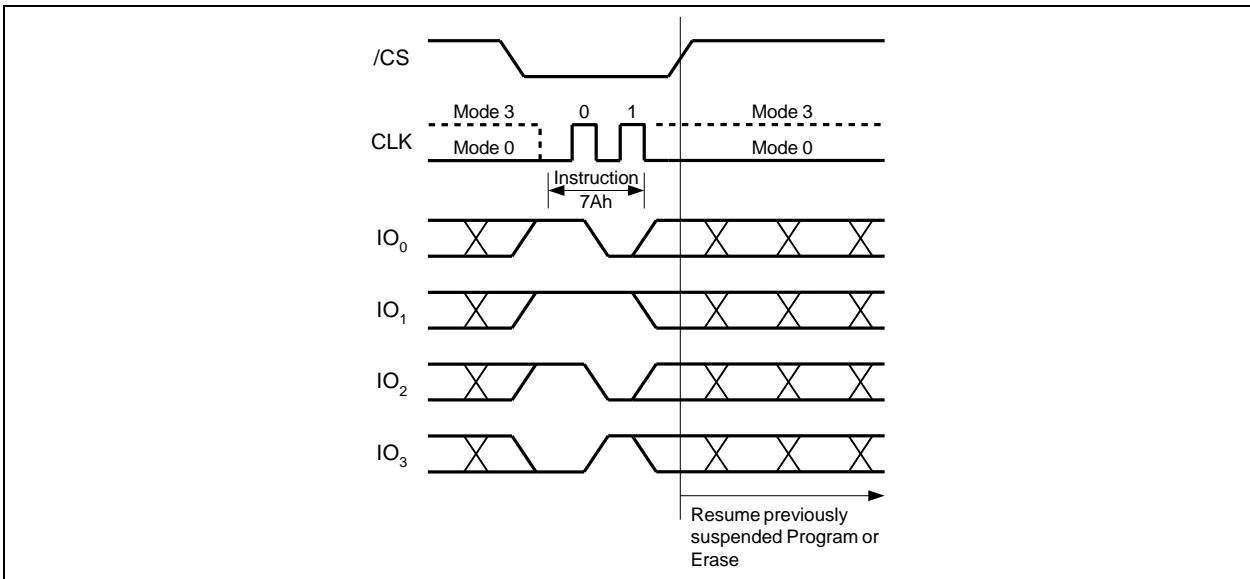 /CS
Mode 3 0 1 Mode 3
CLK
Mode 0 Mode 0
Instruction
7Ah
IO0
IO1
IO2
IO3
Resume previously
suspended Program or
Erase